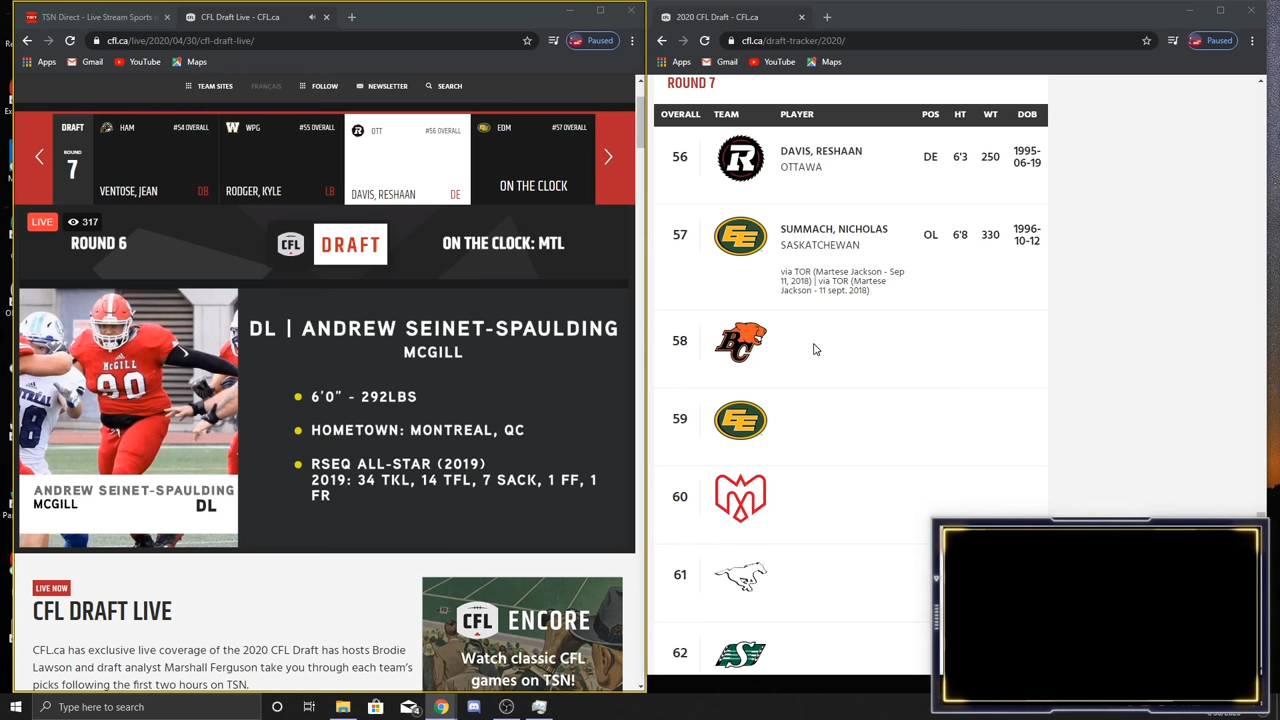 TSN Direct - Live Stream Sports
CFL Draft Live - CFL.ca
cfl.ca/live/2020/04/30/cfl-draft-live/
Paused
Apps Gmail YouTube Maps
TEAM SITES FRANÇAIS FOLLOW NEWSLETTER SEARCH
DRAFT
ROUND
7
HAM #54 OVERALL
VENTOSE, JEAN DB
WPG #55 OVERALL
RODGER, KYLE LB
OTT #56 OVERALL
DAVIS, RESHAAN DE
EDM #57 OVERALL
ON THE CLOCK
LIVE 317
ROUND 6
CFL DRAFT
ON THE CLOCK: MTL
DL | ANDREW SEINET-SPAULDING
MCGILL
6'0" - 292LBS
HOMETOWN: MONTREAL, QC
RSEQ ALL-STAR (2019)
2019: 34 TKL, 14 TFL, 7 SACK, 1 FF, 1
FR
McGILL
90
ANDREW SEINET-SPAULDING
MCGILL DL
LIVE NOW
CFL DRAFT LIVE
CFL.ca has exclusive live coverage of the 2020 CFL Draft has hosts Brodie
Lawson and draft analyst Marshall Ferguson take you through each team's
picks following the first two hours on TSN.
CFL ENCORE
Watch classic CFL
games on TSN!
2020 CFL Draft - CFL.ca
cfl.ca/draft-tracker/2020/
Paused
Apps Gmail YouTube Maps
ROUND 7
OVERALL TEAM PLAYER POS HT WT DOB
56 R DAVIS, RESHAAN DE 6'3 250 1995-
06-19
OTTAWA
57 EE SUMMACH, NICHOLAS OL 6'8 330 1996-
10-12
SASKATCHEWAN
via TOR (Martese Jackson - Sep
11, 2018) | via TOR (Martese
Jackson - 11 sept. 2018)
58 BC
59 EE
60
61
62 S
Type here to search
4